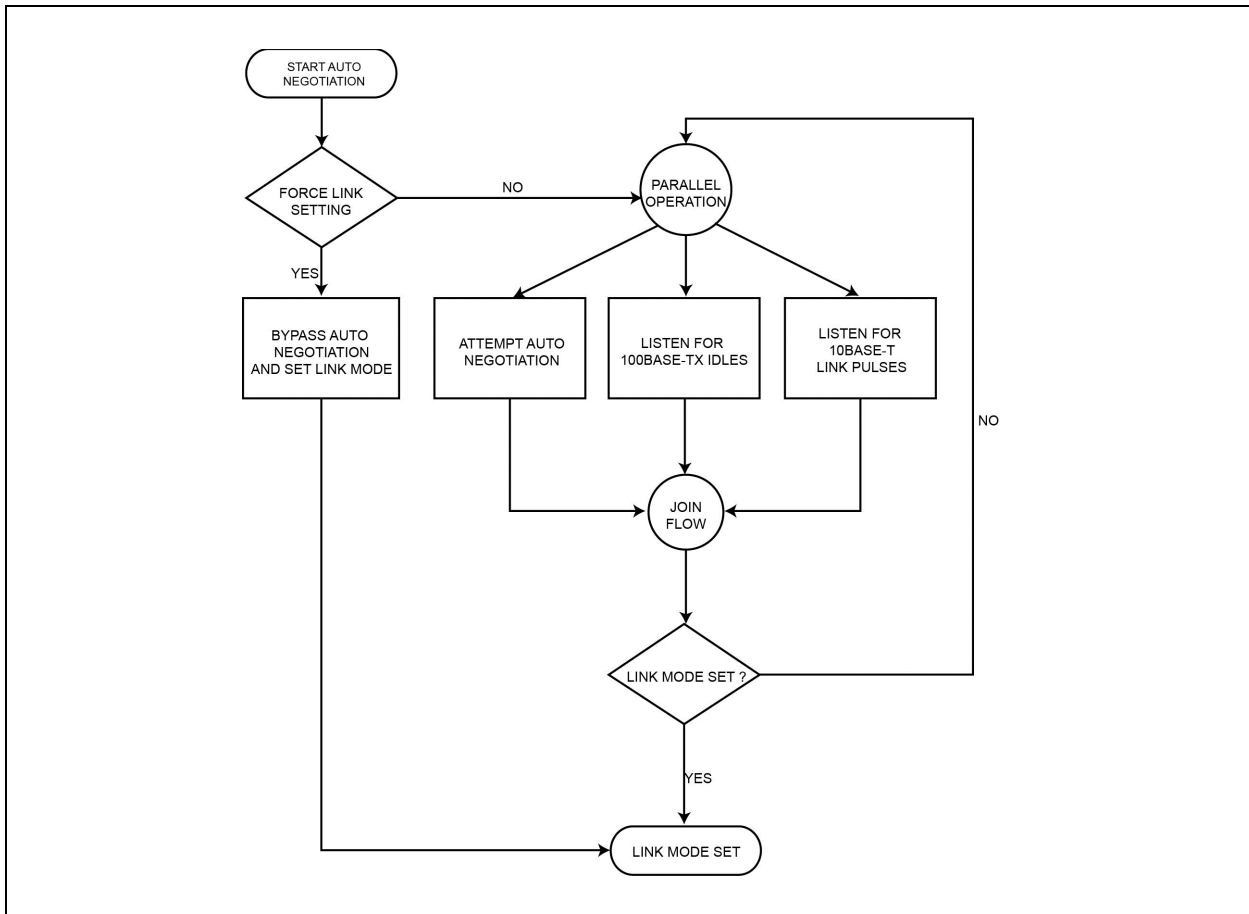 START AUTO
NEGOTIATION
FORCE LINK
SETTING
NO
PARALLEL
OPERATION
YES
BYPASS AUTO
NEGOTIATION
AND SET LINK MODE
ATTEMPT AUTO
NEGOTIATION
LISTEN FOR
100BASE-TX IDLES
LISTEN FOR
10BASE-T
LINK PULSES
NO
JOIN
FLOW
LINK MODE SET ?
YES
LINK MODE SET